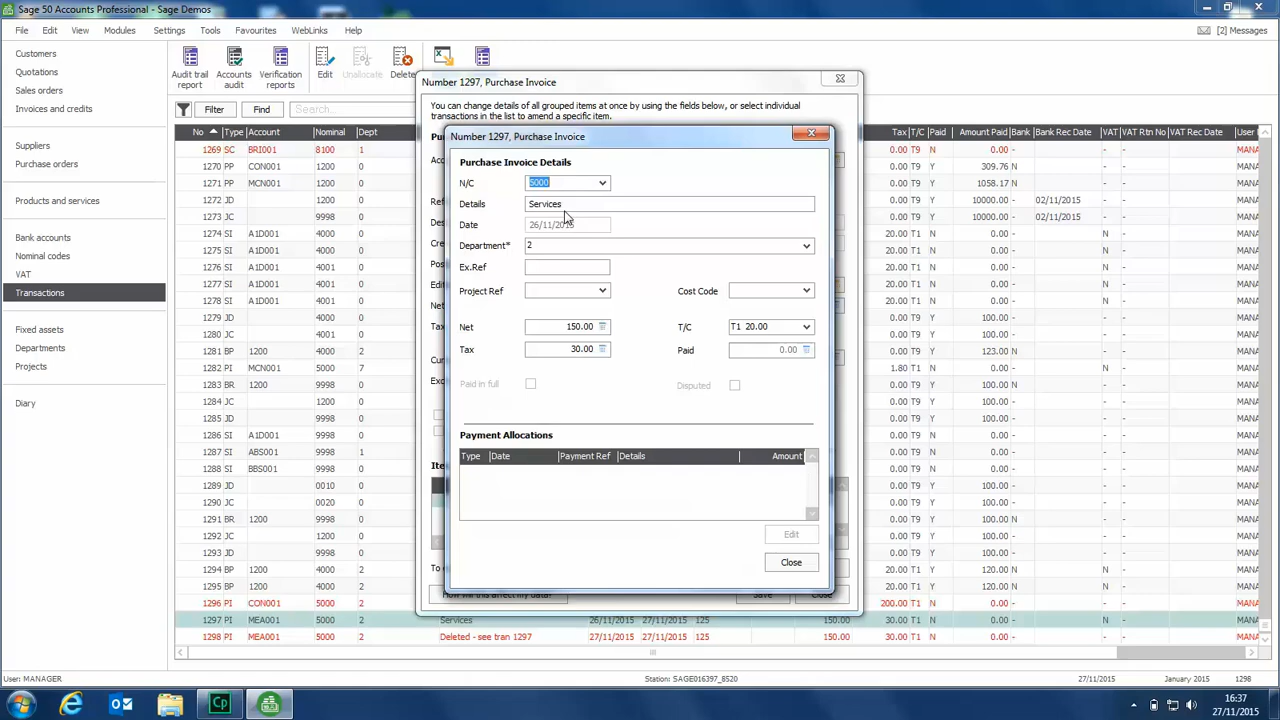 Sage 50 Accounts Professional - Sage Demos
File Edit View Modules Settings Tools Favourites WebLinks Help [2] Messages
Customers
Quotations
Sales orders
Invoices and credits
Suppliers
Purchase orders
Products and services
Bank accounts
Nominal codes
VAT
Transactions
Fixed assets
Departments
Projects
Diary
Audit trail report
Accounts audit
Verification reports
Edit
Unallocate
Delete
Filter Find Search...
Number 1297, Purchase Invoice
You can change details of all grouped items at once by using the fields below, or select individual
transactions in the list to amend a specific item.
Number 1297, Purchase Invoice
Purchase Invoice Details
N/C 5000
Details Services
Date 26/11/2015
Department* 2
Ex.Ref
Project Ref Cost Code
Net 150.00 T/C T1 20.00
Tax 30.00 Paid 0.00
Paid in full Disputed
Payment Allocations
Type Date Payment Ref Details Amount
Edit
Close
How will this affect my data? Save Close
No Type Account Nominal Dept Tax T/C Paid Amount Paid Bank Bank Rec Date VAT VAT Rtn No VAT Rec Date
1269 SC BRI001 8100 1 0.00 T9 N 0.00 -
1270 PP CON001 1200 0 0.00 T9 Y 309.76 N
1271 PP MCN001 1200 0 0.00 T9 Y 1058.17 N
1272 JD 0.00 T9 Y 10000.00 - 02/11/2015
1273 JC 0.00 T9 Y 10000.00 - 02/11/2015
1274 SI A1D001 4001 0 20.00 T1 N 0.00 - N
1275 SI A1D001 4001 0 20.00 T1 N 0.00 - N
1276 SI A1D001 4001 0 20.00 T1 N 0.00 - N
1277 SI A1D001 4001 0 20.00 T1 N 0.00 - N
1278 SI A1D001 4001 0 20.00 T1 N 0.00 - N
1279 JD 4000 0
1280 JC 4001 0
1281 BP 1200 4000 2 0.00 T9 Y 123.00 N
1282 PI MCN001 5000 7 1.80 T1 N 0.00 -
1283 BR 1200 9998 0 0.00 T9 Y 100.00 N
1284 JC 9998 0 0.00 T9 Y 100.00 -
1285 JD 9998 0 0.00 T9 Y 100.00 -
1286 SI A1D001 9998 0 0.00 T9 N 0.00 -
1287 SI ABS001 9998 1 0.00 T9 N 0.00 -
1288 SI BBS001 9998 0 0.00 T9 N 0.00 -
1289 JD 0010 0 0.00 T9 Y 100.00 -
1290 JC 0020 0 0.00 T9 Y 100.00 -
1291 BR 1200 9998 0 0.00 T9 Y 100.00 N
1292 JC 9998 0 0.00 T9 Y 100.00 -
1293 JD 9998 0 0.00 T9 Y 100.00 -
1294 BP 1200 4000 2 0.00 T9 Y 120.00 N
1295 BP 1200 4000 2 0.00 T9 Y 120.00 N
1296 PI CON001 5000 2 200.00 T1 N 0.00 - N
1297 PI MEA001 5000 2 Services 26/11/2015 27/11/2015 125 150.00 30.00 T1 N 0.00 - N
1298 PI MEA001 5000 2 Deleted - see tran 1297 27/11/2015 27/11/2015 125 150.00 30.00 T1 N 0.00 -
User: MANAGER Station: SAGE016397_8520 27/11/2015 January 2015 1298
16:37
27/11/2015